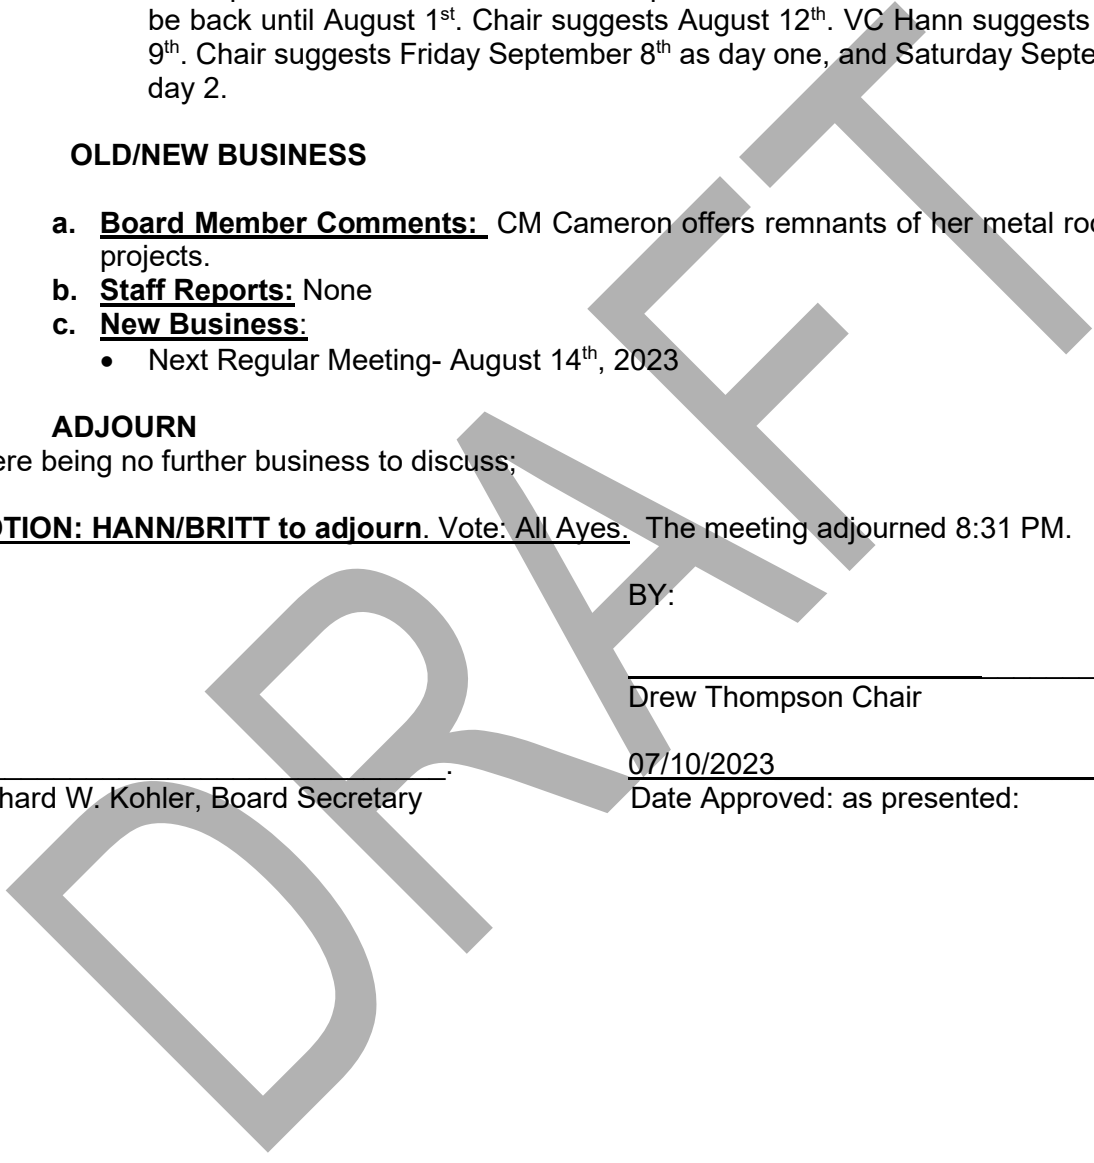 be back until August 1st. Chair suggests August 12th. VC Hann suggests
9th. Chair suggests Friday September 8th as day one, and Saturday Septe
day 2.
OLD/NEW BUSINESS
a. Board Member Comments: CM Cameron offers remnants of her metal roo
projects.
b. Staff Reports: None
c. New Business:
• Next Regular Meeting- August 14th, 2023
ADJOURN
ere being no further business to discuss;
OTION: HANN/BRITT to adjourn. Vote: All Ayes. The meeting adjourned 8:31 PM.
BY:
Drew Thompson Chair
07/10/2023
hard W. Kohler, Board Secretary
Date Approved: as presented:
DRAFT